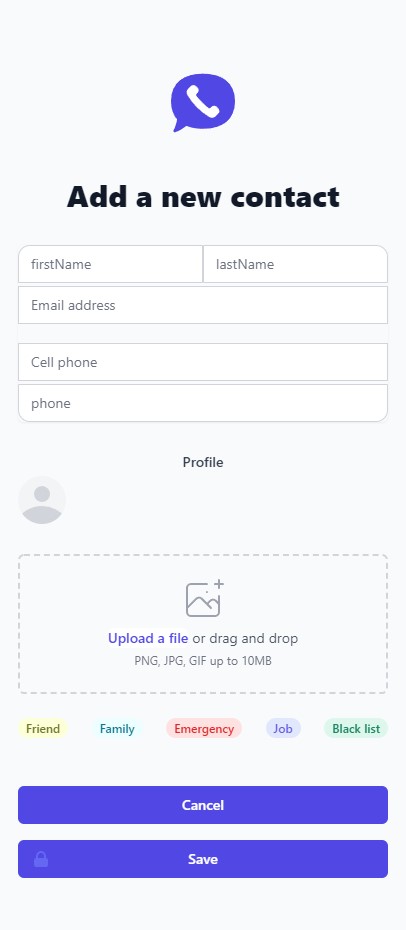 Add a new contact
firstName lastName
Email address
Cell phone
phone
Profile
Upload a file or drag and drop
PNG, JPG, GIF up to 10MB
Friend Family Emergency Job Black list
Cancel
Save